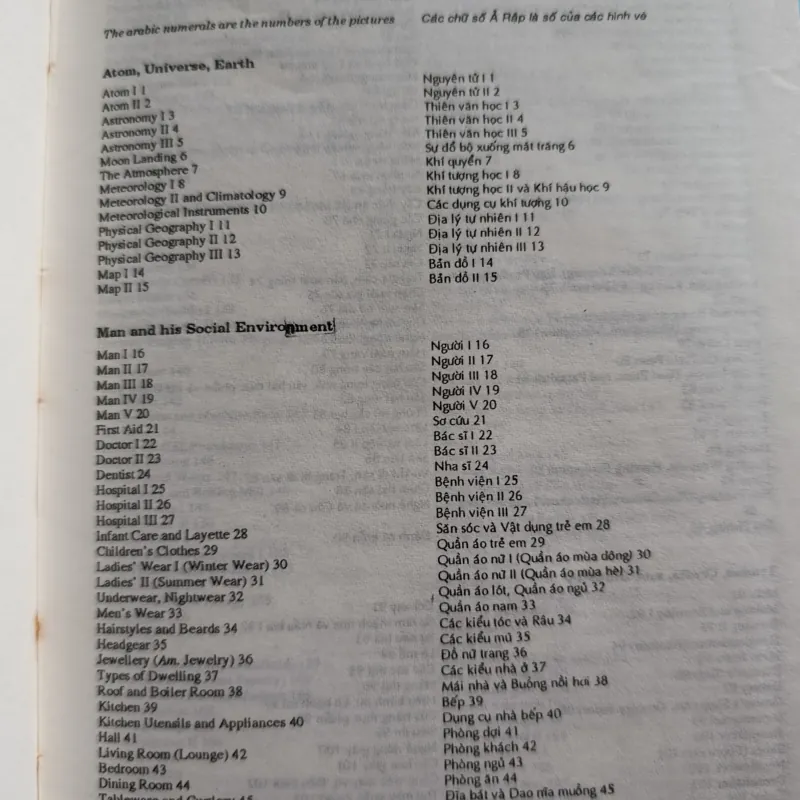 The arabic numerals are the numbers of the pictures
Atom, Universe, Earth
Atom I 1
Atom II 2
Astronomy I 3
Astronomy II 4
Astronomy III 5
Moon Landing 6
The Atmosphere 7
Meteorology I 8
Meteorology II and Climatology 9
Meteorological Instruments 10
Physical Geography I 11
Physical Geography II 12
Physical Geography III 13
Map I 14
Map II 15
Man and his Social Environment
Man I 16
Man II 17
Man III 18
Man IV 19
Man V 20
First Aid 21
Doctor I 22
Doctor II 23
Dentist 24
Hospital I 25
Hospital II 26
Hospital III 27
Infant Care and Layette 28
Children's Clothes 29
Ladies' Wear I (Winter Wear) 30
Ladies' II (Summer Wear) 31
Underwear, Nightwear 32
Men's Wear 33
Hairstyles and Beards 34
Headgear 35
Jewellery (Am. Jewelry) 36
Types of Dwelling 37
Roof and Boiler Room 38
Kitchen 39
Kitchen Utensils and Appliances 40
Hall 41
Living Room (Lounge) 42
Bedroom 43
Dining Room 44
Tableware and Cutlery 45
Các chữ số Ả Rập là số của các hình vẽ
Nguyên tử I 1
Nguyên tử II 2
Thiên văn học I 3
Thiên văn học II 4
Thiên văn học III 5
Sự đổ bộ xuống mặt trăng 6
Khí quyển 7
Khí tượng học I 8
Khí tượng học II và Khí hậu học 9
Các dụng cụ khí tượng 10
Địa lý tự nhiên I 11
Địa lý tự nhiên II 12
Địa lý tự nhiên III 13
Bản đồ I 14
Bản đồ II 15
Người I 16
Người II 17
Người III 18
Người IV 19
Người V 20
Sơ cứu 21
Bác sĩ I 22
Bác sĩ II 23
Nha sĩ 24
Bệnh viện I 25
Bệnh viện II 26
Bệnh viện III 27
Săn sóc và Vật dụng trẻ em 28
Quần áo trẻ em 29
Quần áo nữ I (Quần áo mùa đông) 30
Quần áo nữ II (Quần áo mùa hè) 31
Quần áo lót, Quần áo ngủ 32
Quần áo nam 33
Các kiểu tóc và Râu 34
Các kiểu mũ 35
Đồ nữ trang 36
Các kiểu nhà ở 37
Mái nhà và Buồng nồi hơi 38
Bếp 39
Dụng cụ nhà bếp 40
Phòng đợi 41
Phòng khách 42
Phòng ngủ 43
Phòng ăn 44
Đĩa bát và Dao nĩa muỗng 45